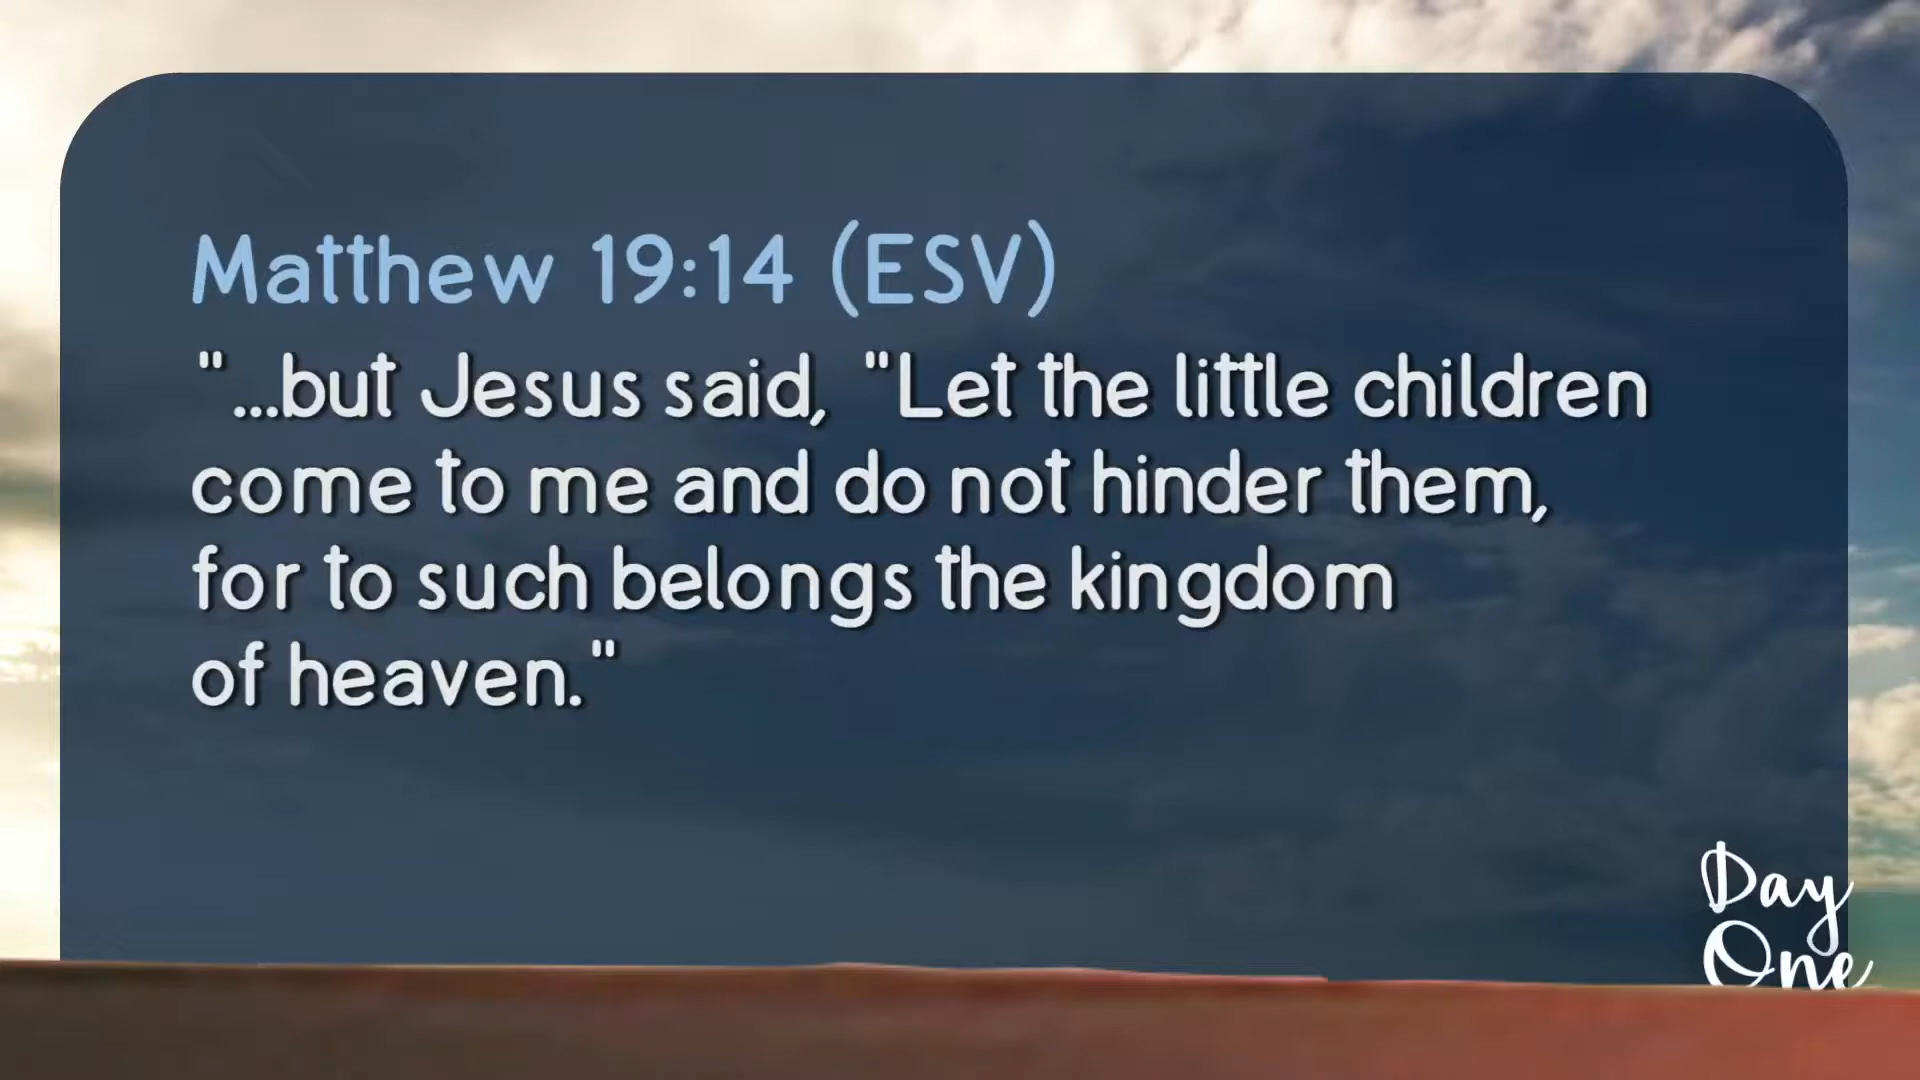 Matthew 19:14 (ESV)
"...but Jesus said, "Let the little children
come to me and do not hinder them,
for to such belongs the kingdom
of heaven."
Day
One